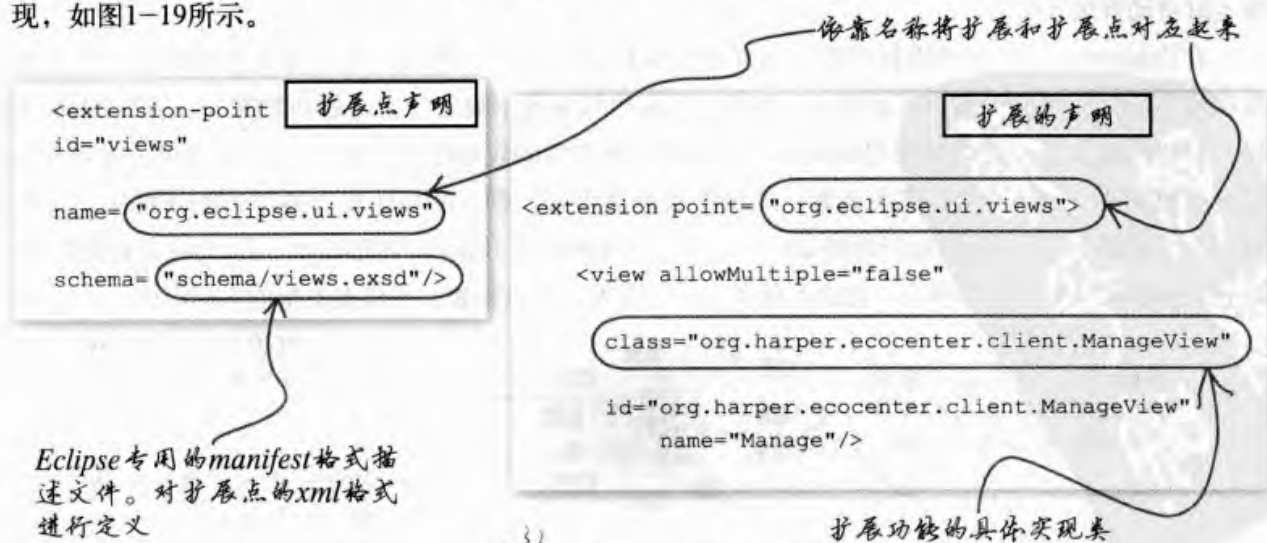 现，如图1-19所示。
依靠名称将扩展和扩展点对应起来
<extension-point
扩展点声明
id="views"
name="org.eclipse.ui.views"
schema="schema/views.exsd"/>
扩展的声明
<extension point="org.eclipse.ui.views">
<view allowMultiple="false"
class="org.harper.ecocenter.client.ManageView"
id="org.harper.ecocenter.client.ManageView"
name="Manage"/>
Eclipse专用的manifest格式描
述文件。对扩展点的xml格式
进行定义
扩展功能的具体实现类